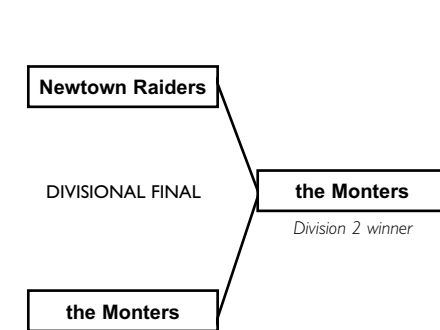 Newtown Raiders
DIVISIONAL FINAL
the Monters
Division 2 winner
the Monters